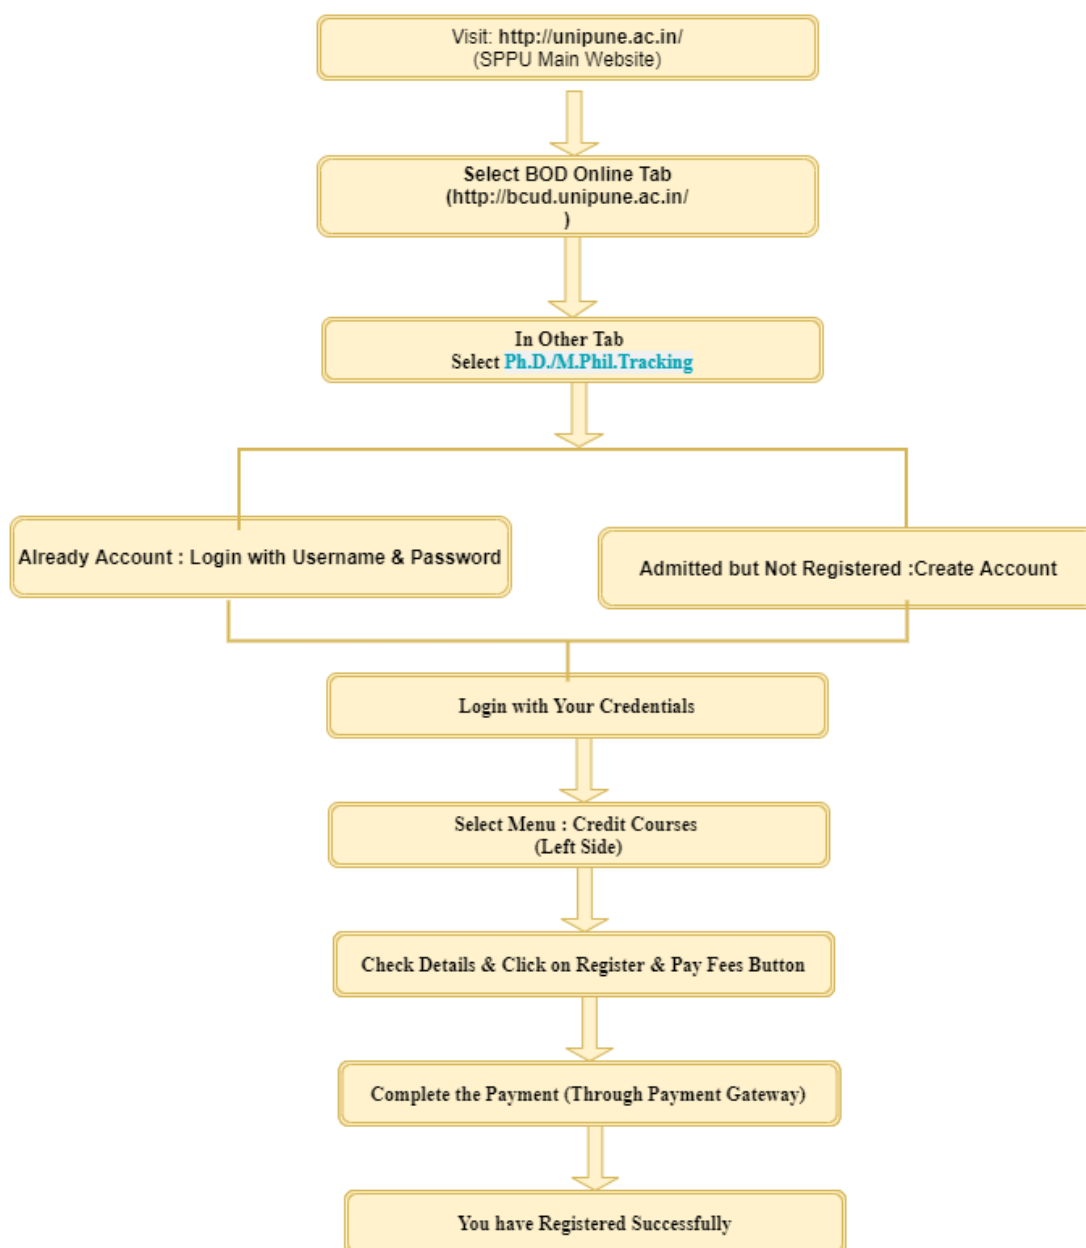 Visit: http://unipune.ac.in/
(SPPU Main Website)
Select BOD Online Tab
(http://bcud.unipune.ac.in/
)
In Other Tab
Select Ph.D./M.Phil.Tracking
Already Account : Login with Username & Password
Admitted but Not Registered :Create Account
Login with Your Credentials
Select Menu : Credit Courses
(Left Side)
Check Details & Click on Register & Pay Fees Button
Complete the Payment (Through Payment Gateway)
You have Registered Successfully